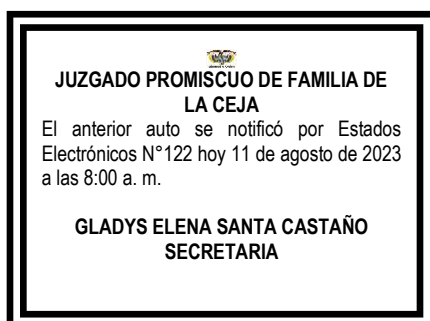 JUZGADO PROMISCUO DE FAMILIA DE
LA CEJA
El anterior auto se notificó por Estados
Electrónicos N°122 hoy 11 de agosto de 2023
a las 8:00 a. m.
GLADYS ELENA SANTA CASTAÑO
SECRETARIA